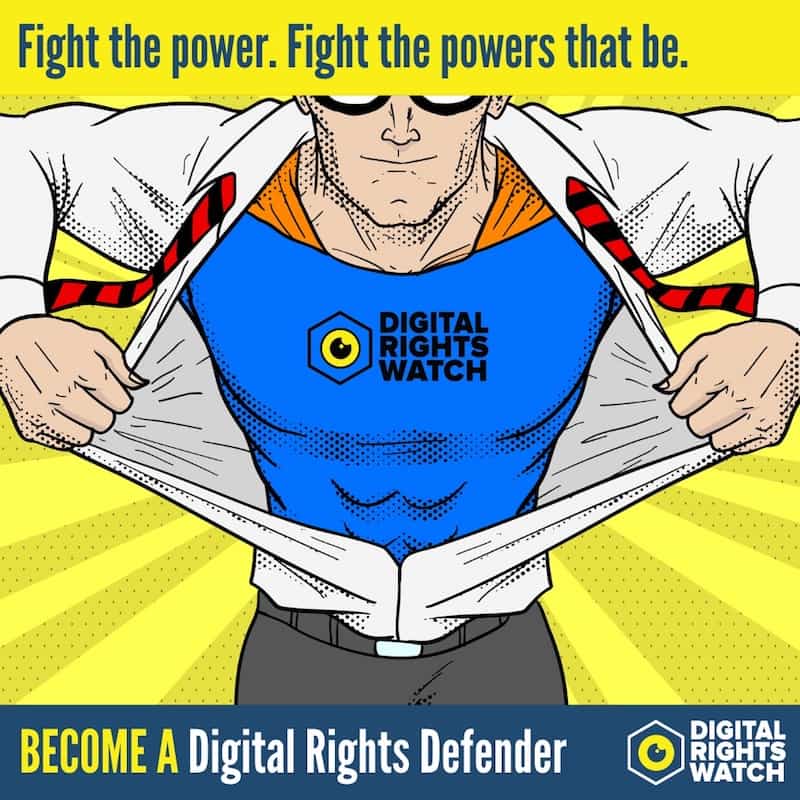 Fight the power. Fight the powers that be.
DIGITAL
RIGHTS
WATCH
BECOME A Digital Rights Defender
DIGITAL
RIGHTS
WATCH